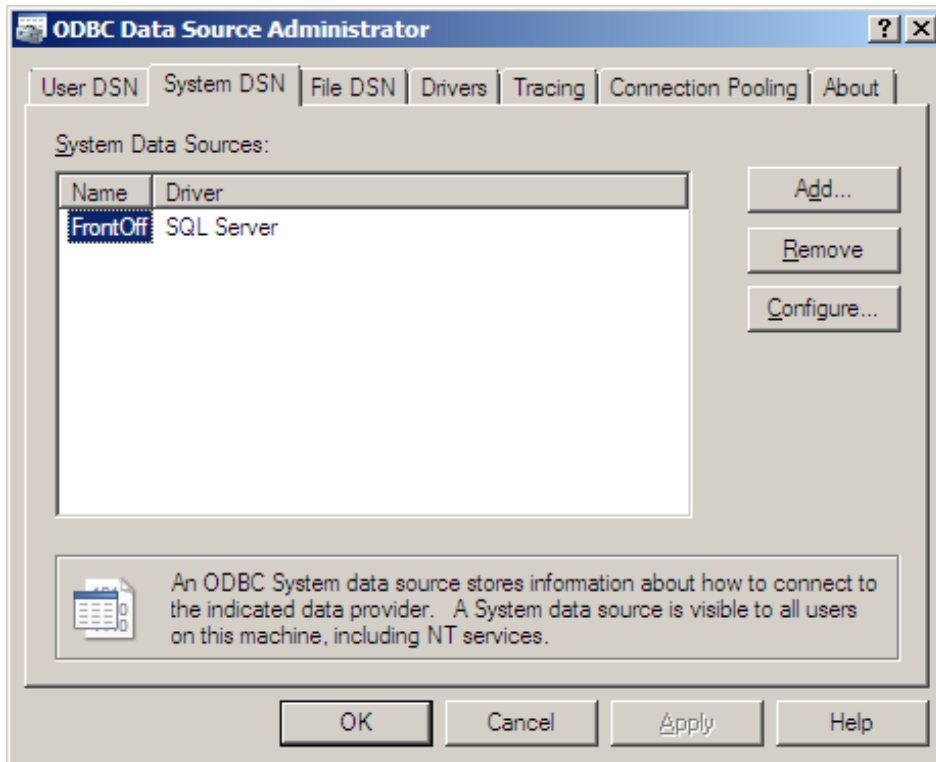 ODBC Data Source Administrator
User DSN System DSN File DSN Drivers Tracing Connection Pooling About
System Data Sources:
Name Driver
FrontOff SQL Server
Add...
Remove
Configure...
An ODBC System data source stores information about how to connect to
the indicated data provider. A System data source is visible to all users
on this machine, including NT services.
OK Cancel Apply Help